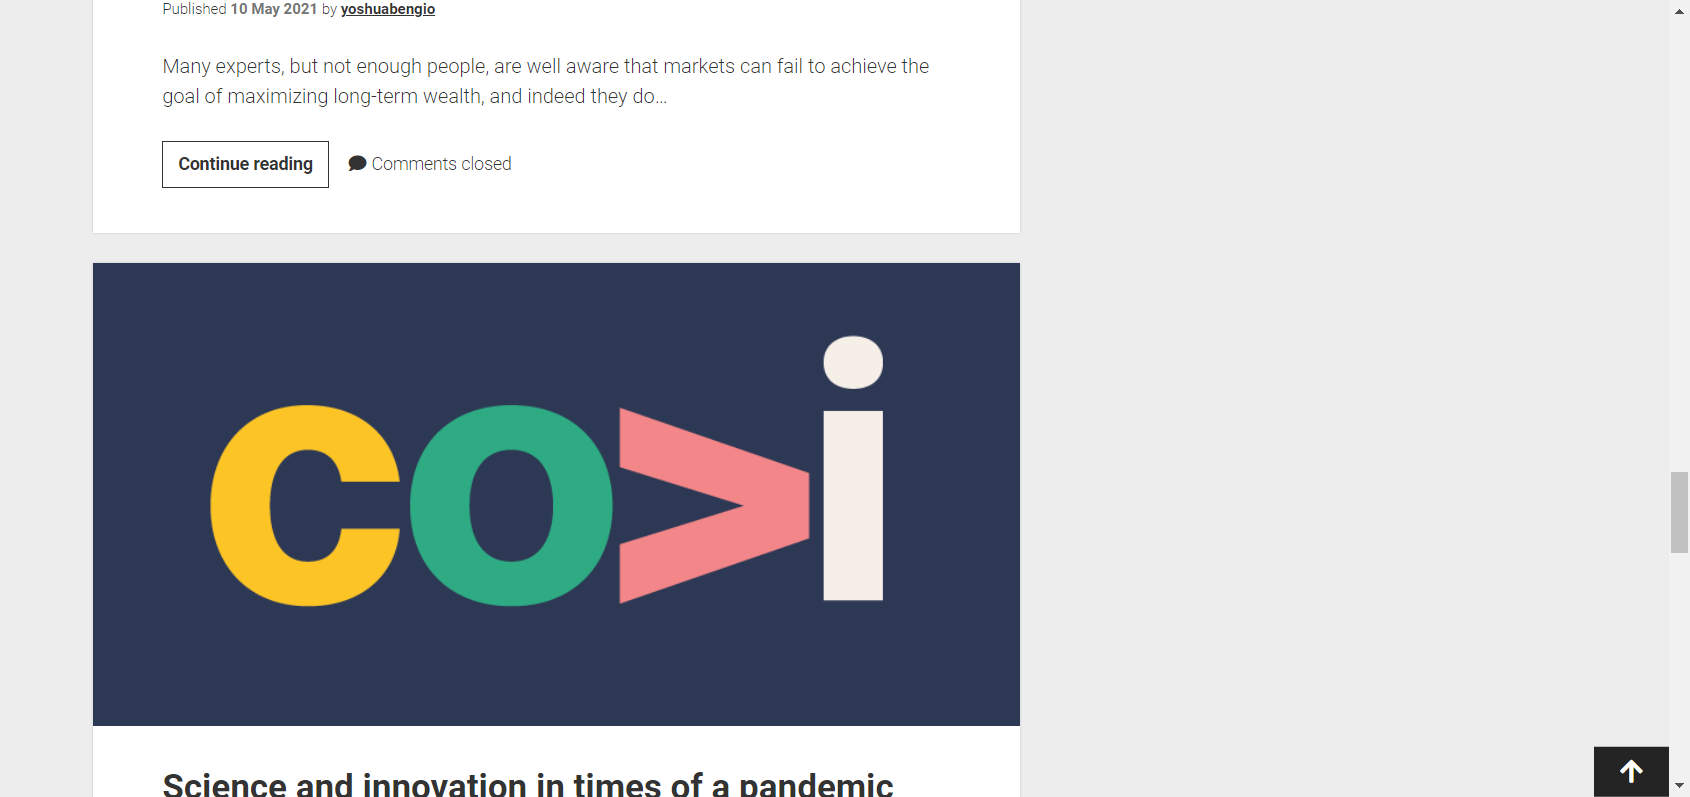 Published 10 May 2021 by yoshuabengio
Many experts, but not enough people, are well aware that markets can fail to achieve the
goal of maximizing long-term wealth, and indeed they do…
Continue reading
Comments closed
co>i
Science and innovation in times of a pandemic